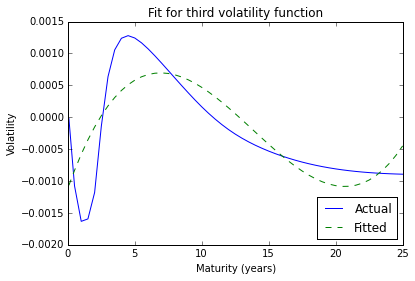 Fit for third volatility function
0.0015
0.0010
0.0005
0.0000
−0.0005
−0.0010
−0.0015
−0.0020
Volatility
0 5 10 15 20 25
Maturity (years)
Actual
Fitted